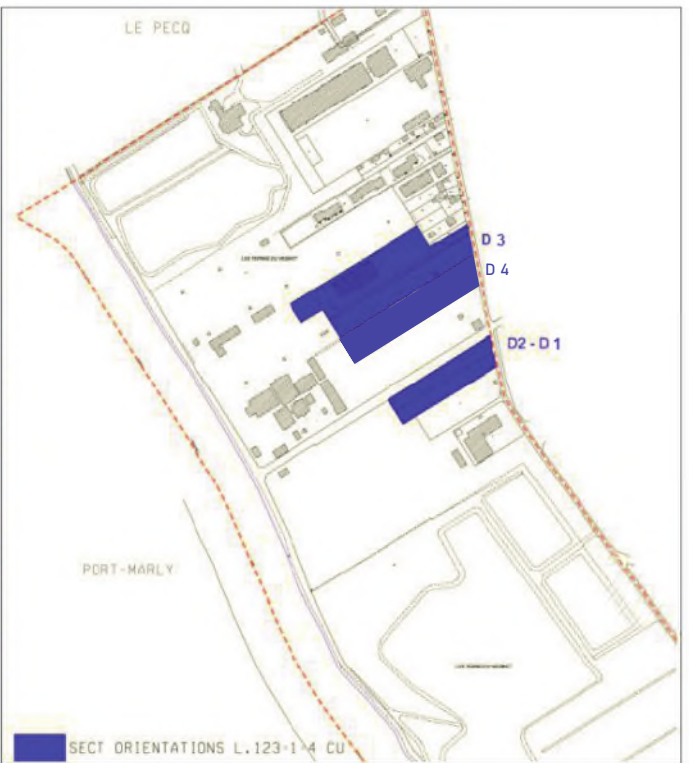 LE PECQ
D 3
D 4
D2 - D 1
PORT-MARLY
SECT ORIENTATIONS L.123-1-4 CU